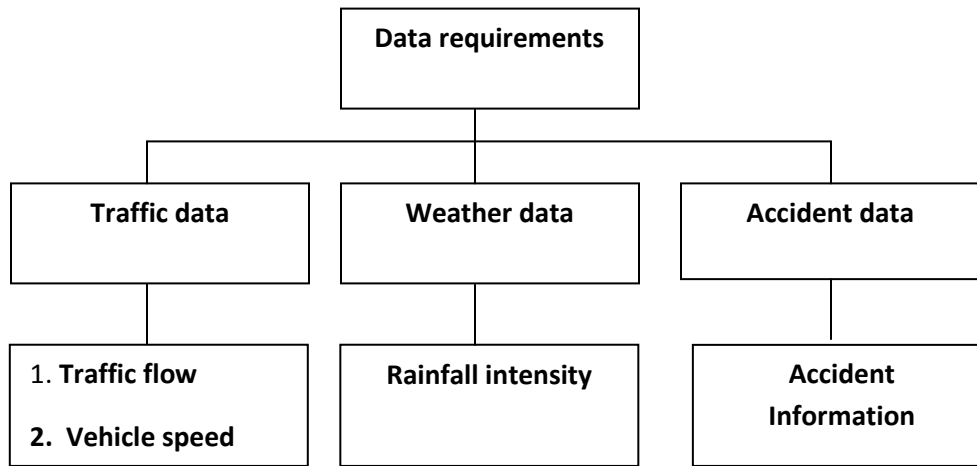 Data requirements
Traffic data
Weather data
Accident data
1. Traffic flow
2. Vehicle speed
Rainfall intensity
Accident
Information